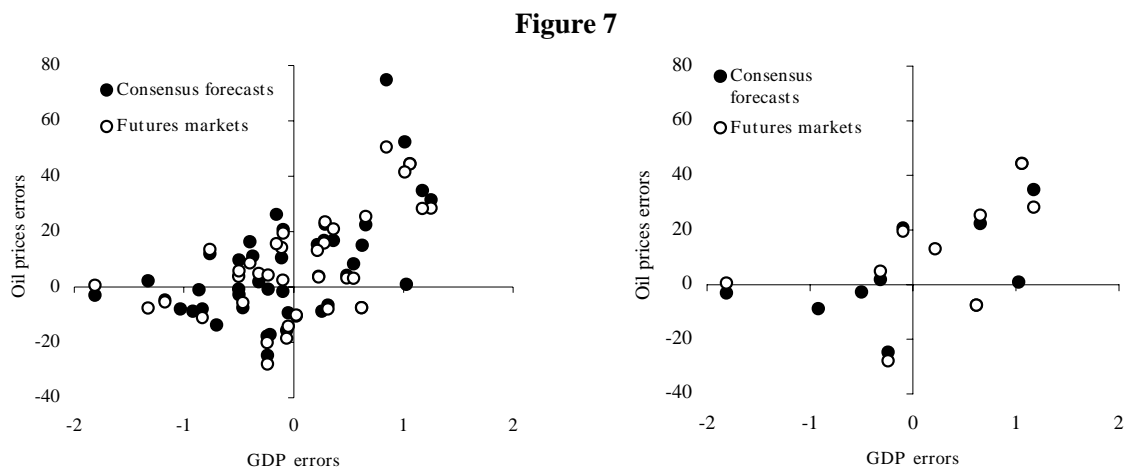 Figure 7
80
60
40
20
0
-20
-40
-2
-1
0
1
2
Oil prices errors
GDP errors
Consensus forecasts
Futures markets
80
60
40
20
0
-20
-40
-2
-1
0
1
2
Oil prices errors
GDP errors
Consensus
forecasts
Futures markets